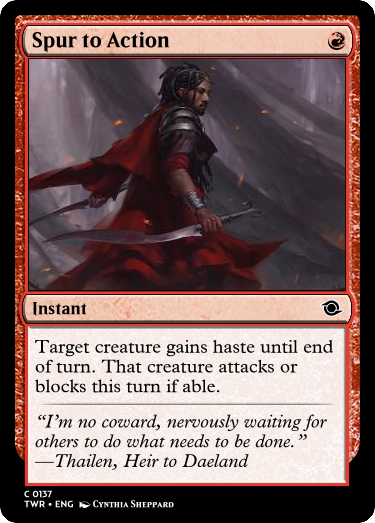 Spur to Action
Instant
Target creature gains haste until end
of turn. That creature attacks or
blocks this turn if able.
“I’m no coward, nervously waiting for
others to do what needs to be done.”
—Thailen, Heir to Daeland
C 0137
TWR • ENG Cynthia Sheppard